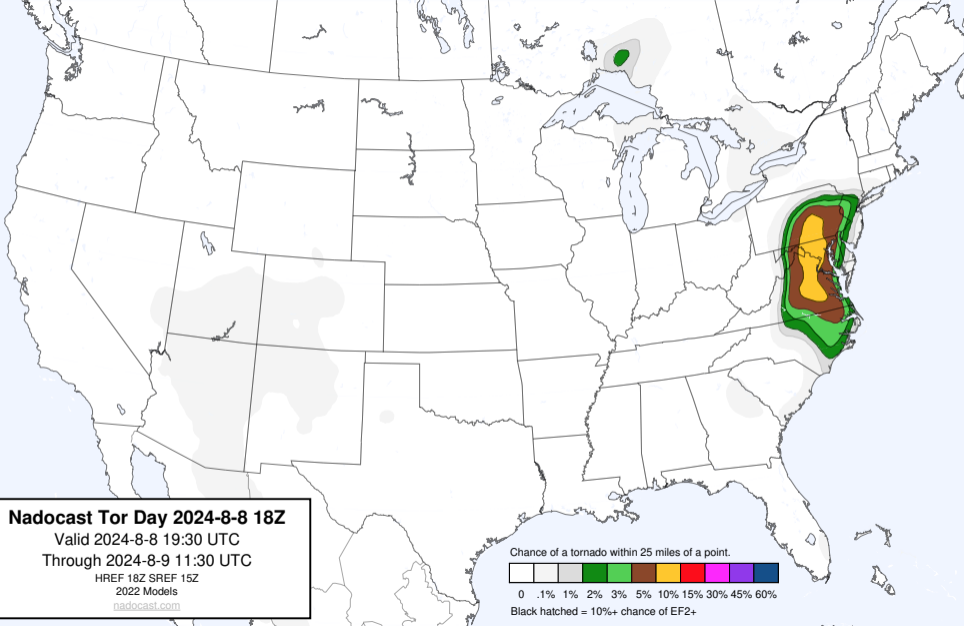 Nadocast Tor Day 2024-8-8 18Z
Valid 2024-8-8 19:30 UTC
Through 2024-8-9 11:30 UTC
HREF 18Z SREF 15Z
2022 Models
nadocast.com
Chance of a tornado within 25 miles of a point.
0 .1% 1% 2% 3% 5% 10% 15% 30% 45% 60%
Black hatched = 10%+ chance of EF2+